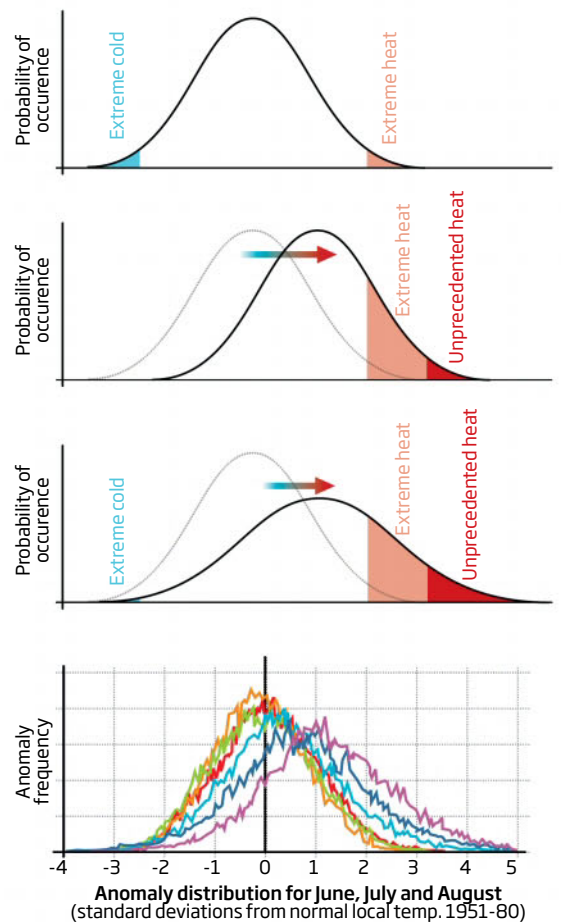 Probability of
occurence
Extreme cold
Extreme heat
Probability of
occurence
Extreme heat
Unprecedented heat
Probability of
occurence
Extreme cold
Extreme heat
Unprecedented heat
Anomaly
frequency
-4 -3 -2 -1 0 1 2 3 4 5
Anomaly distribution for June, July and August
(standard deviations from normal local temp. 1951-80)